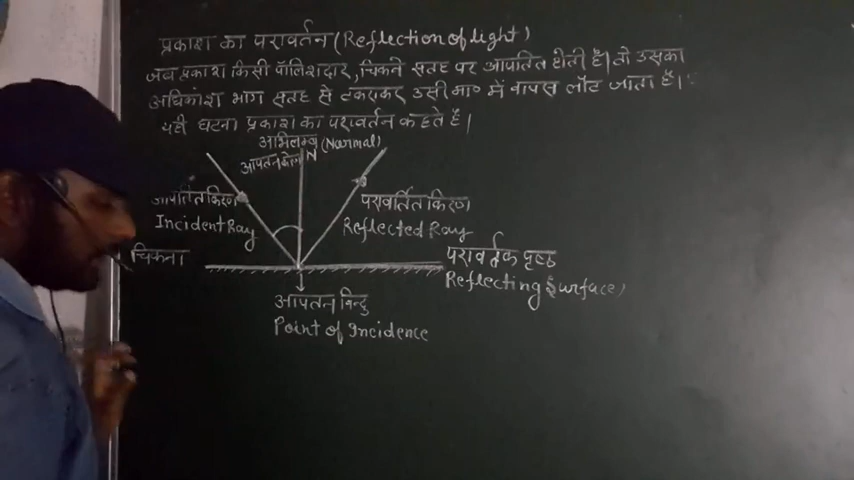 प्रकाश का परावर्तन (Reflection of light)
जब प्रकाश किसी पॉलिशदार, चिकने सतह पर आपतित होती है। तो उसका
अधिकांश भाग सतह से टकराकर उसी मा० में वापस लौट जाता है।
यही घटना प्रकाश का परावर्तन कहते है।
अभिलम्ब (Normal)
आपतन कोण N
आपतित किरण
Incident Ray
परावर्तित किरण
Reflected Ray
चिकना
परावर्तक पृष्ठ
Reflecting Surface)
आपतन बिन्दु
Point of Incidence